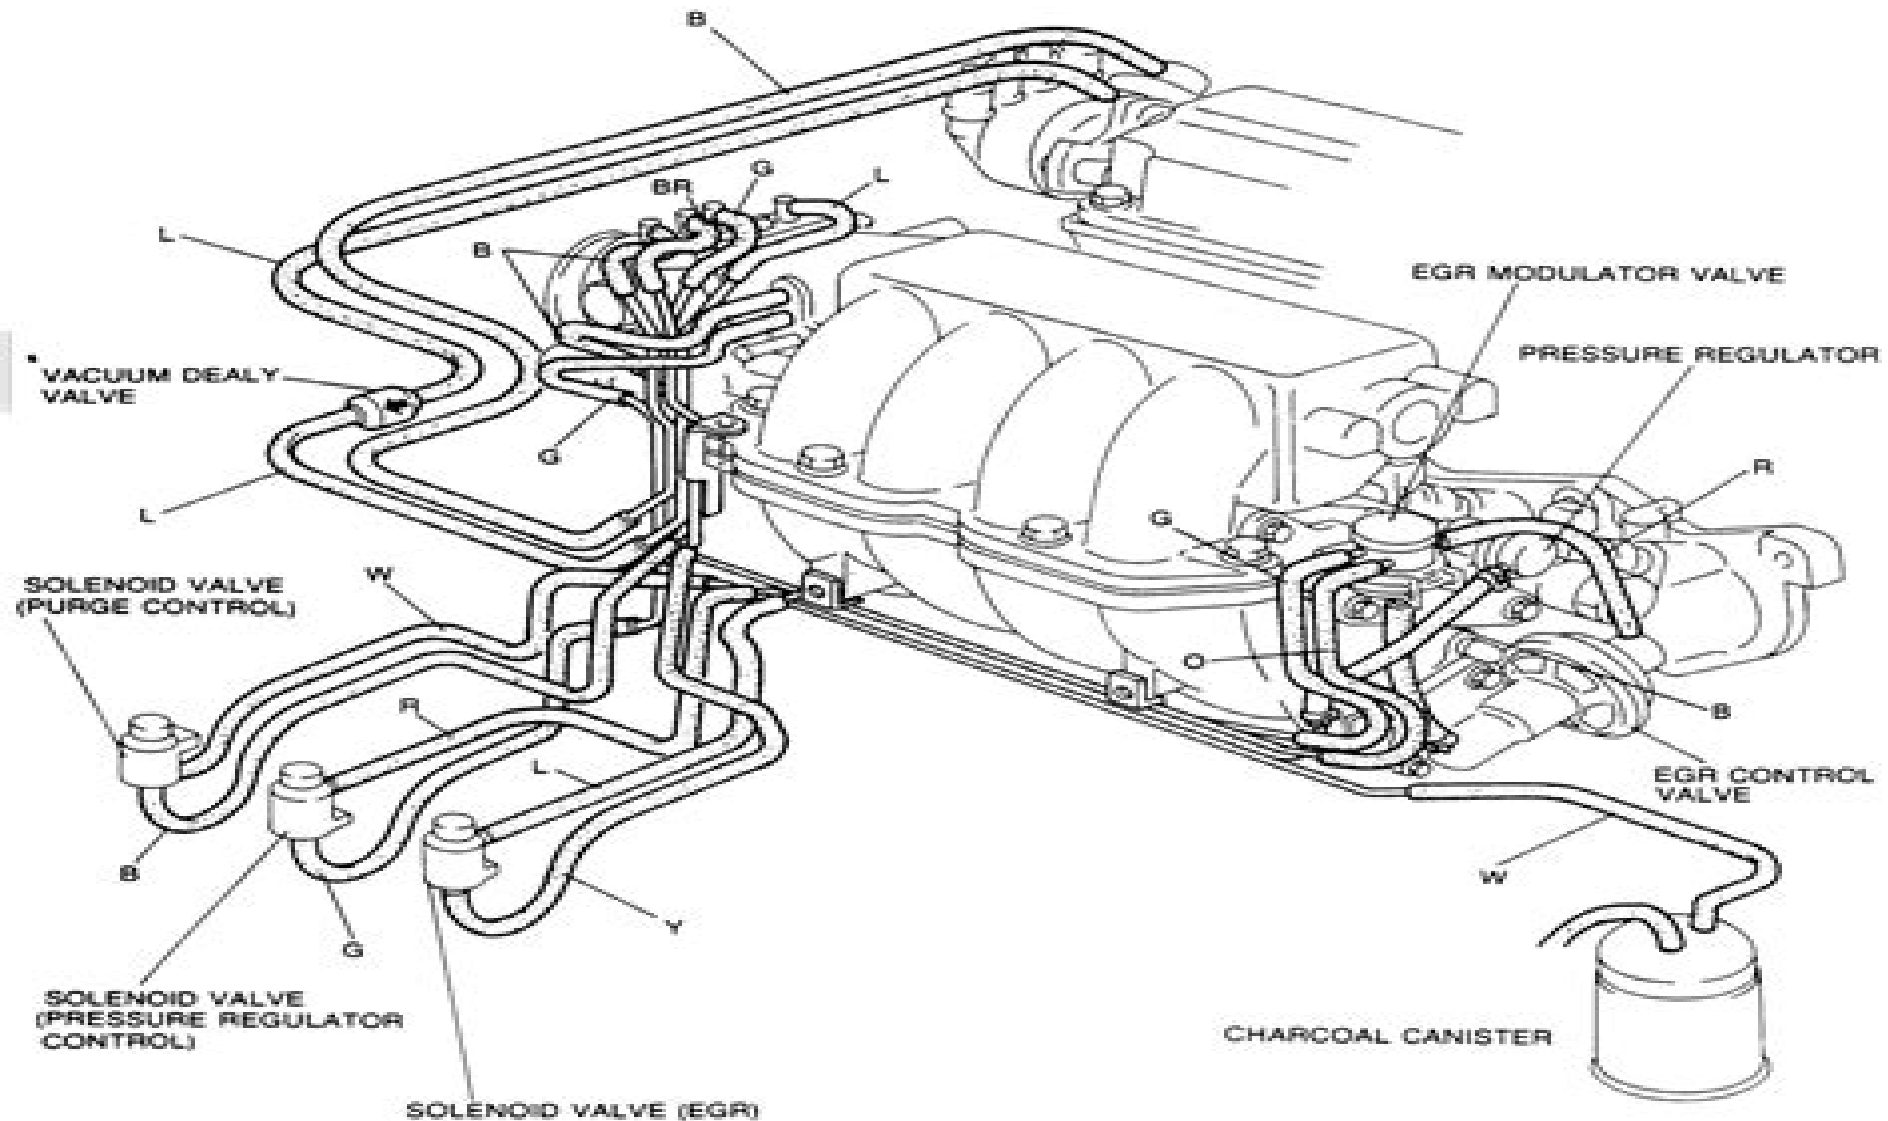 B
G
BR
L
L
B
EGR MODULATOR VALVE
PRESSURE REGULATOR
*VACUUM DEALY
VALVE
G
R
L
G
W
SOLENOID VALVE
(PURGE CONTROL)
O
R
B
L
EGR CONTROL
VALVE
B
W
Y
G
SOLENOID VALVE
(PRESSURE REGULATOR
CONTROL)
CHARCOAL CANISTER
SOLENOID VALVE (EGR)